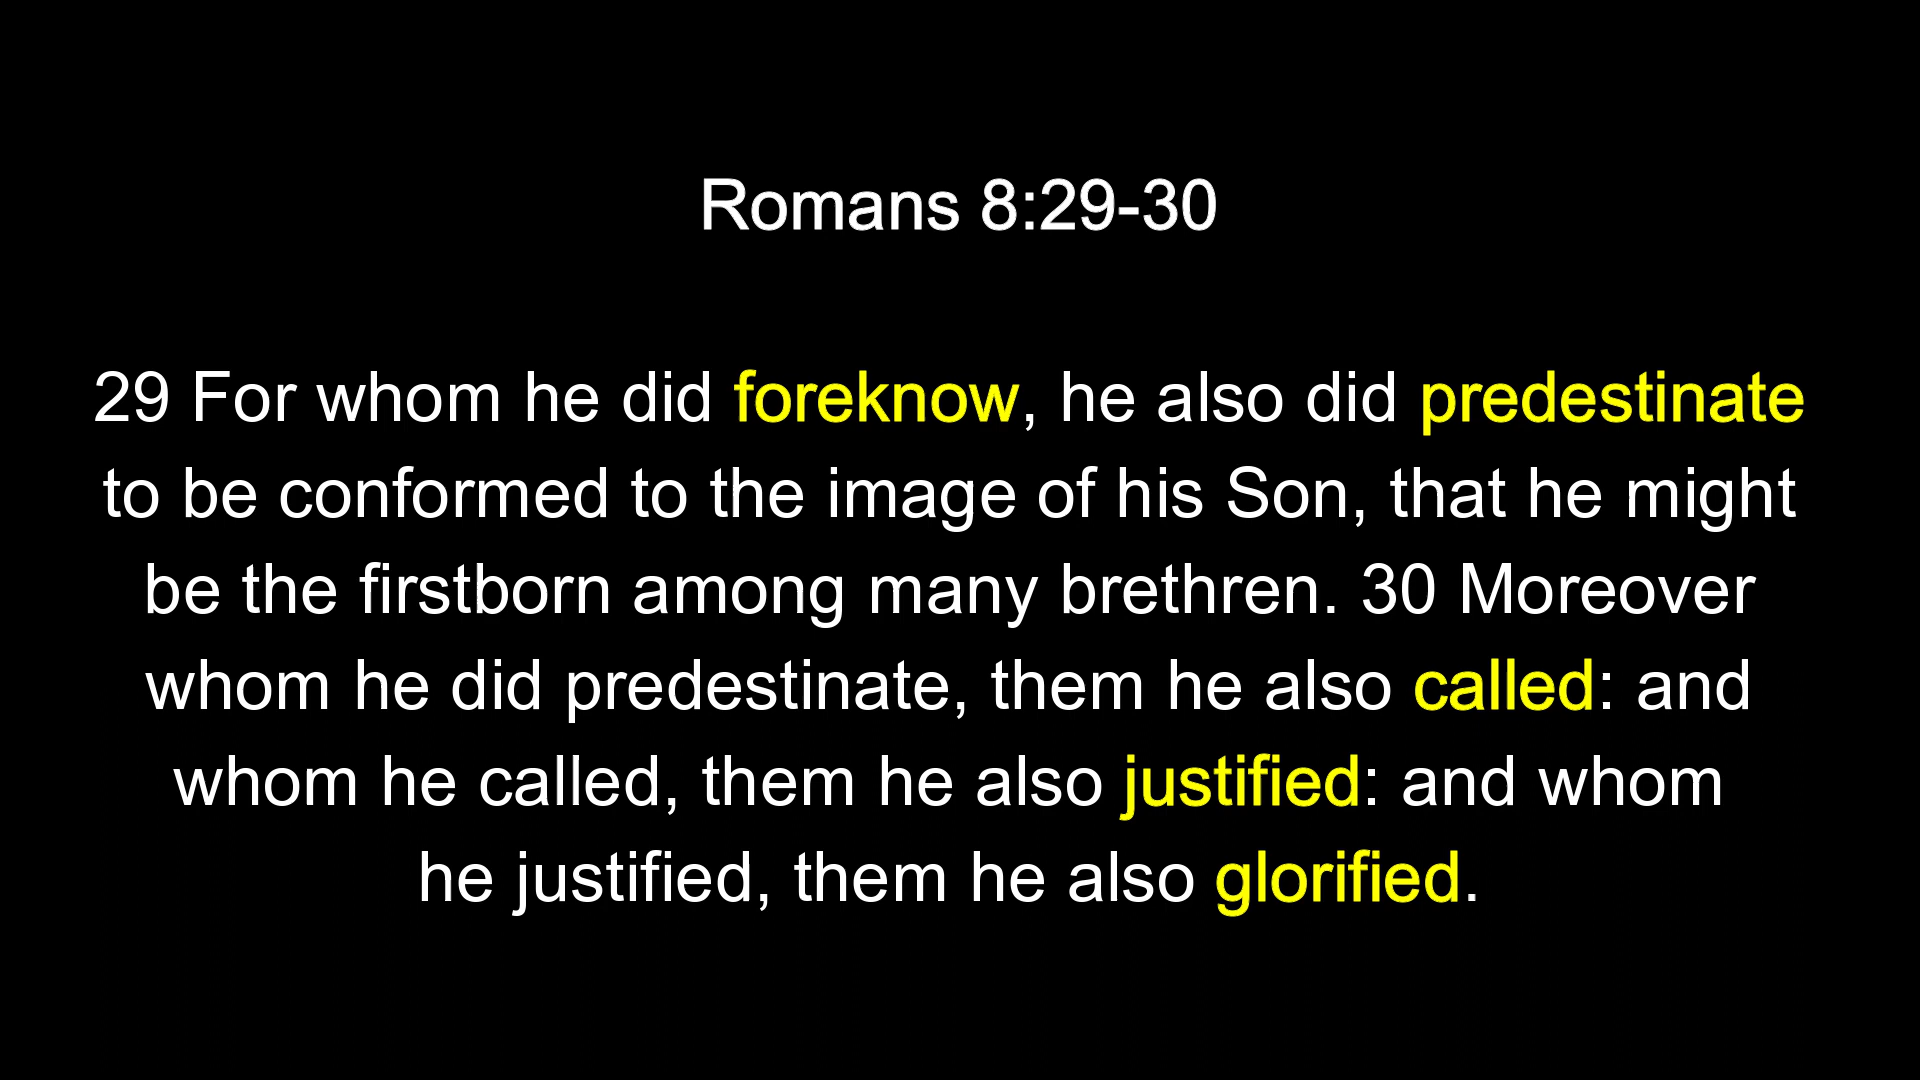 Romans 8:29-30
29 For whom he did foreknow, he also did predestinate
to be conformed to the image of his Son, that he might
be the firstborn among many brethren. 30 Moreover
whom he did predestinate, them he also called: and
whom he called, them he also justified: and whom
he justified, them he also glorified.